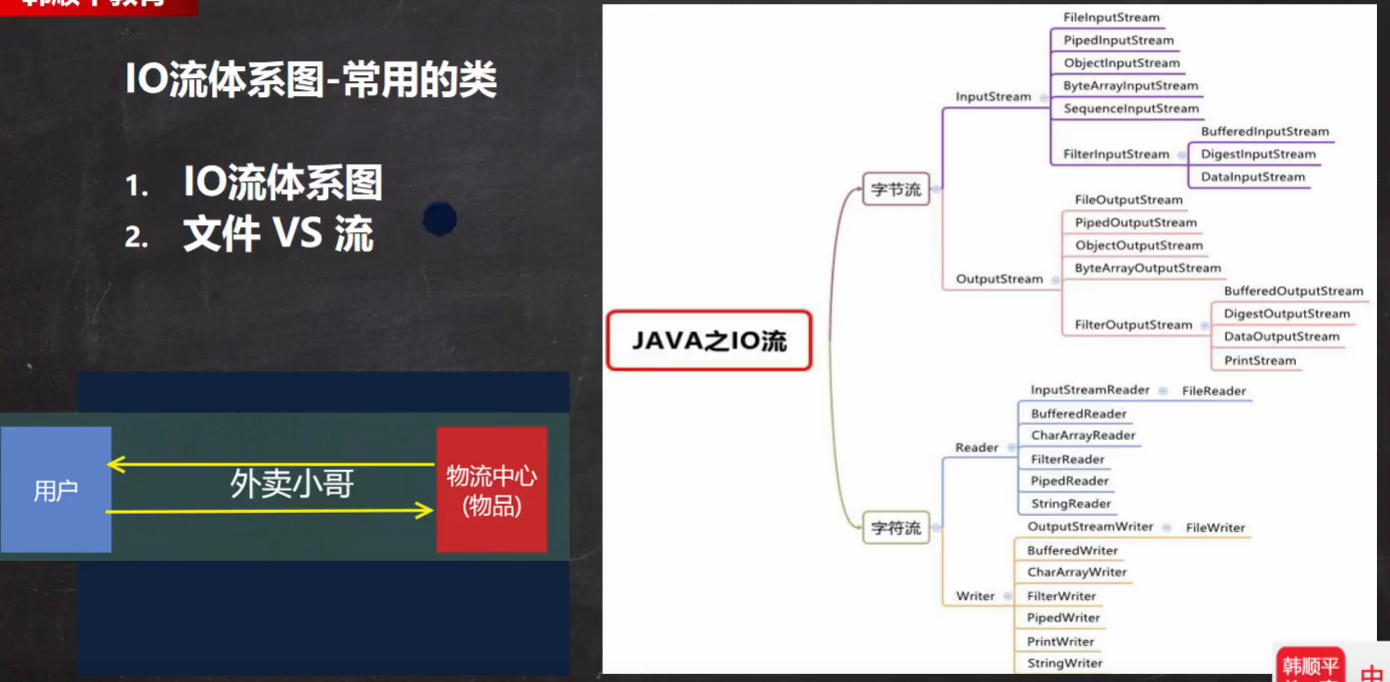 韩顺平教育
IO流体系图-常用的类
1. IO流体系图
2. 文件 VS 流
用户
外卖小哥
物流中心
(物品)
JAVA之IO流
字节流
InputStream
FileInputStream
PipedInputStream
ObjectInputStream
ByteArrayInputStream
SequenceInputStream
FilterInputStream
BufferedInputStream
DigestInputStream
DataInputStream
OutputStream
FileOutputStream
PipedOutputStream
ObjectOutputStream
ByteArrayOutputStream
FilterOutputStream
BufferedOutputStream
DigestOutputStream
DataOutputStream
PrintStream
字符流
Reader
InputStreamReader
FileReader
BufferedReader
CharArrayReader
FilterReader
PipedReader
StringReader
Writer
OutputStreamWriter
FileWriter
BufferedWriter
CharArrayWriter
FilterWriter
PipedWriter
PrintWriter
StringWriter
韩顺平
中